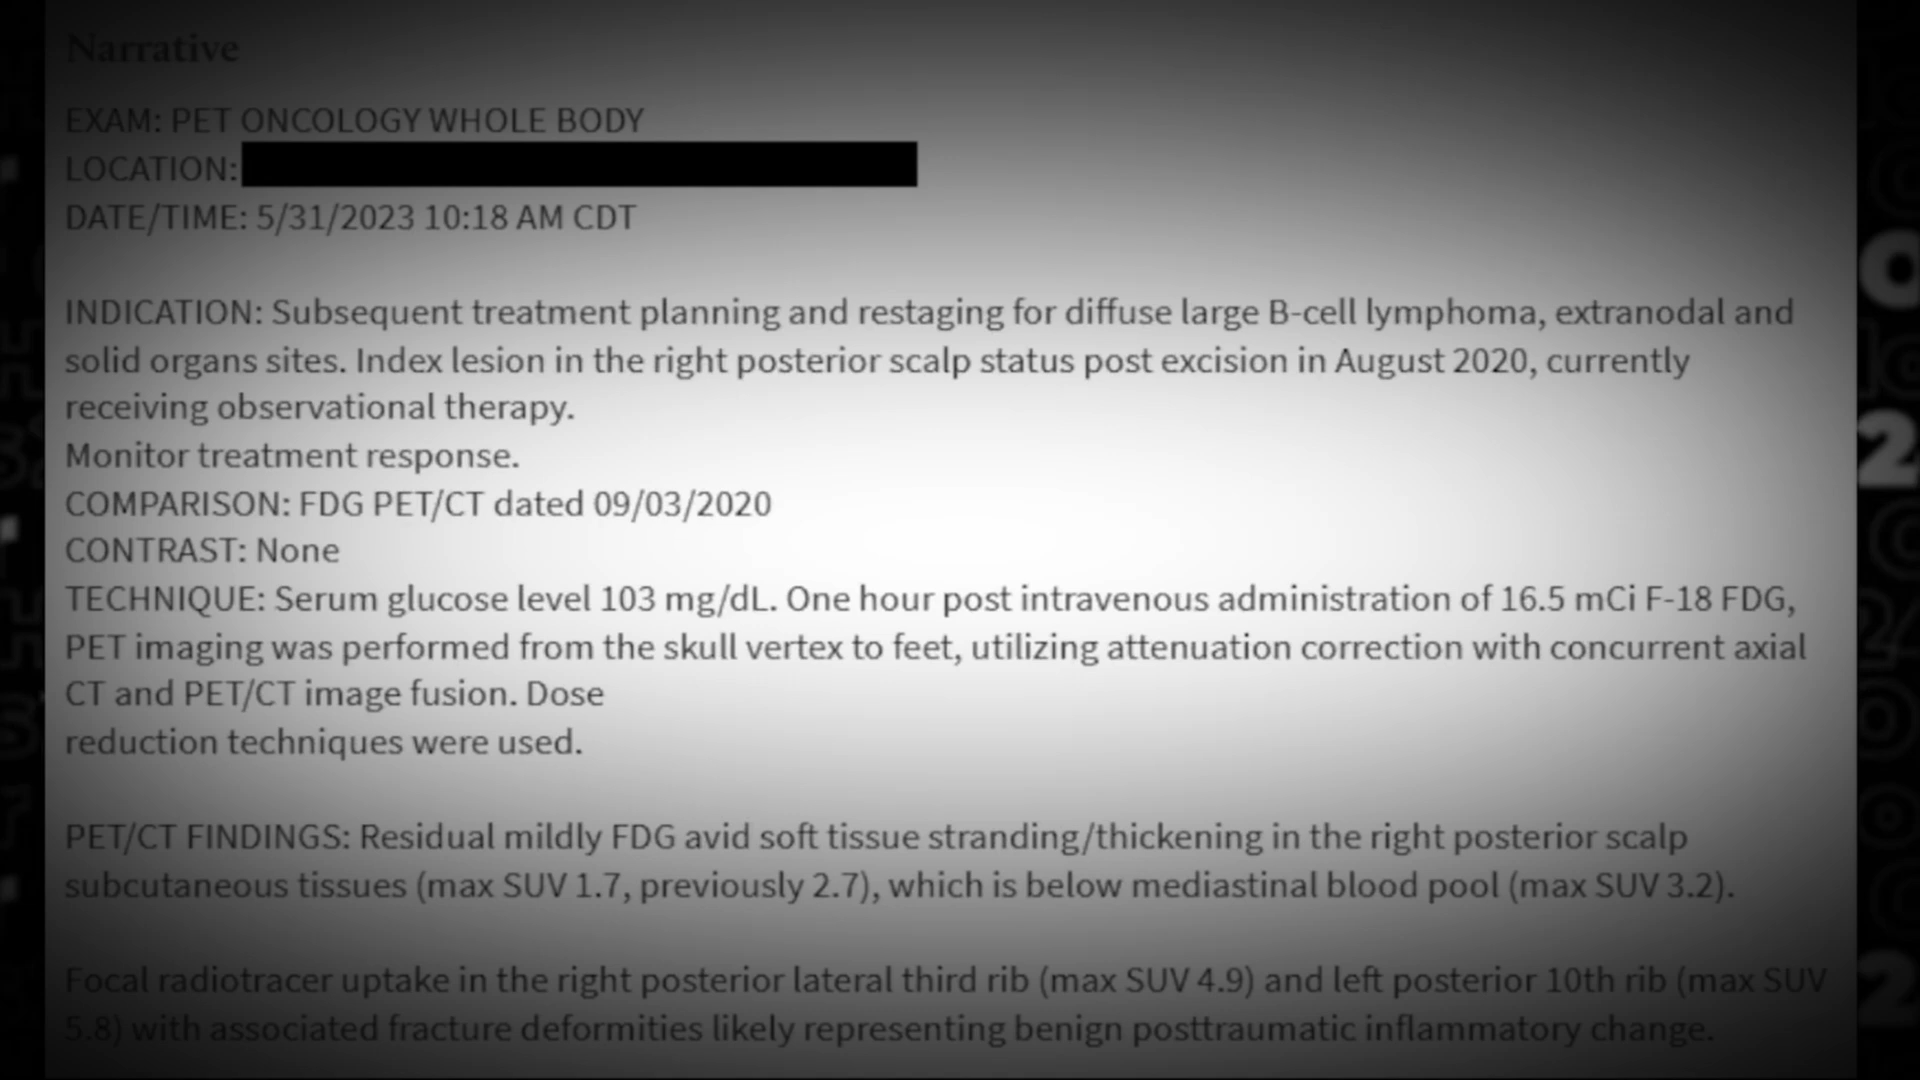 Narrative
EXAM: PET ONCOLOGY WHOLE BODY
LOCATION:
DATE/TIME: 5/31/2023 10:18 AM CDT
INDICATION: Subsequent treatment planning and restaging for diffuse large B-cell lymphoma, extranodal and
solid organs sites. Index lesion in the right posterior scalp status post excision in August 2020, currently
receiving observational therapy.
Monitor treatment response.
COMPARISON: FDG PET/CT dated 09/03/2020
CONTRAST: None
TECHNIQUE: Serum glucose level 103 mg/dL. One hour post intravenous administration of 16.5 mCi F-18 FDG,
PET imaging was performed from the skull vertex to feet, utilizing attenuation correction with concurrent axial
CT and PET/CT image fusion. Dose
reduction techniques were used.
PET/CT FINDINGS: Residual mildly FDG avid soft tissue stranding/thickening in the right posterior scalp
subcutaneous tissues (max SUV 1.7, previously 2.7), which is below mediastinal blood pool (max SUV 3.2).
Focal radiotracer uptake in the right posterior lateral third rib (max SUV 4.9) and left posterior 10th rib (max SUV
5.8) with associated fracture deformities likely representing benign posttraumatic inflammatory change.